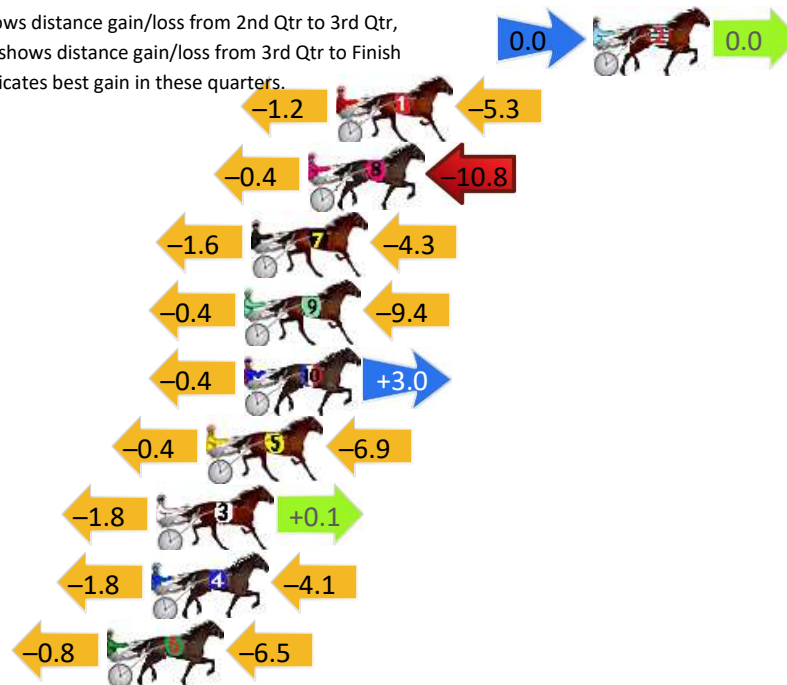 ows distance gain/loss from 2nd Qtr to 3rd Qtr,
shows distance gain/loss from 3rd Qtr to Finish
licates best gain in these quarters.
0.0 2 0.0
–1.2 1 –5.3
–0.4 8 –10.8
–1.6 7 –4.3
–0.4 9 –9.4
–0.4 10 +3.0
–0.4 5 –6.9
–1.8 3 +0.1
–1.8 4 –4.1
–0.8 6 –6.5